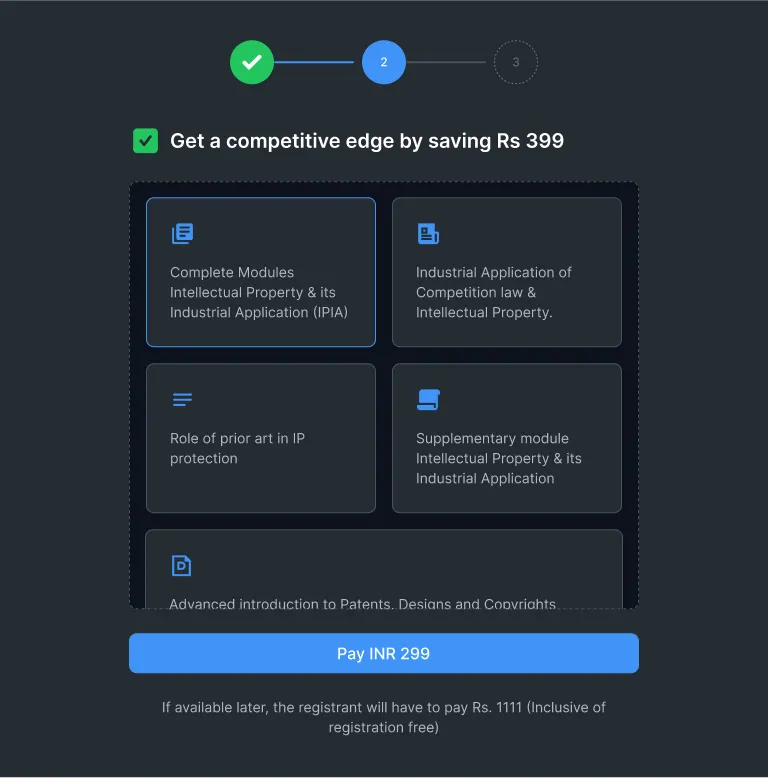 2
3
Get a competitive edge by saving Rs 399
Complete Modules
Intellectual Property & its
Industrial Application (IPIA)
Industrial Application of
Competition law &
Intellectual Property.
Role of prior art in IP
protection
Supplementary module
Intellectual Property & its
Industrial Application
Advanced introduction to Patents, Designs and Copyrights
Pay INR 299
If available later, the registrant will have to pay Rs. 1111 (Inclusive of
registration free)